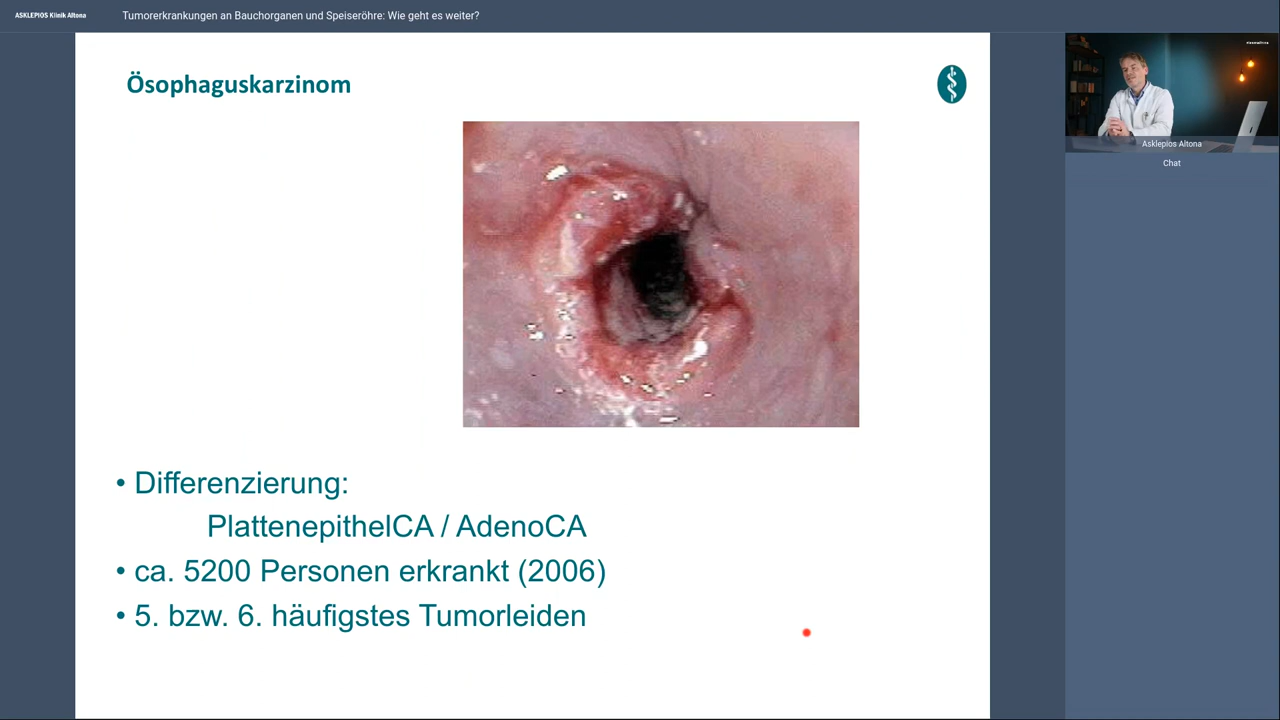 ASKLEPIOS Klinik Altona
Tumorerkrankungen an Bauchorganen und Speiseröhre: Wie geht es weiter?
Ösophaguskarzinom
• Differenzierung:
PlattenepithelCA / AdenoCA
• ca. 5200 Personen erkrankt (2006)
• 5. bzw. 6. häufigstes Tumorleiden
Asklepios Altona
Chat